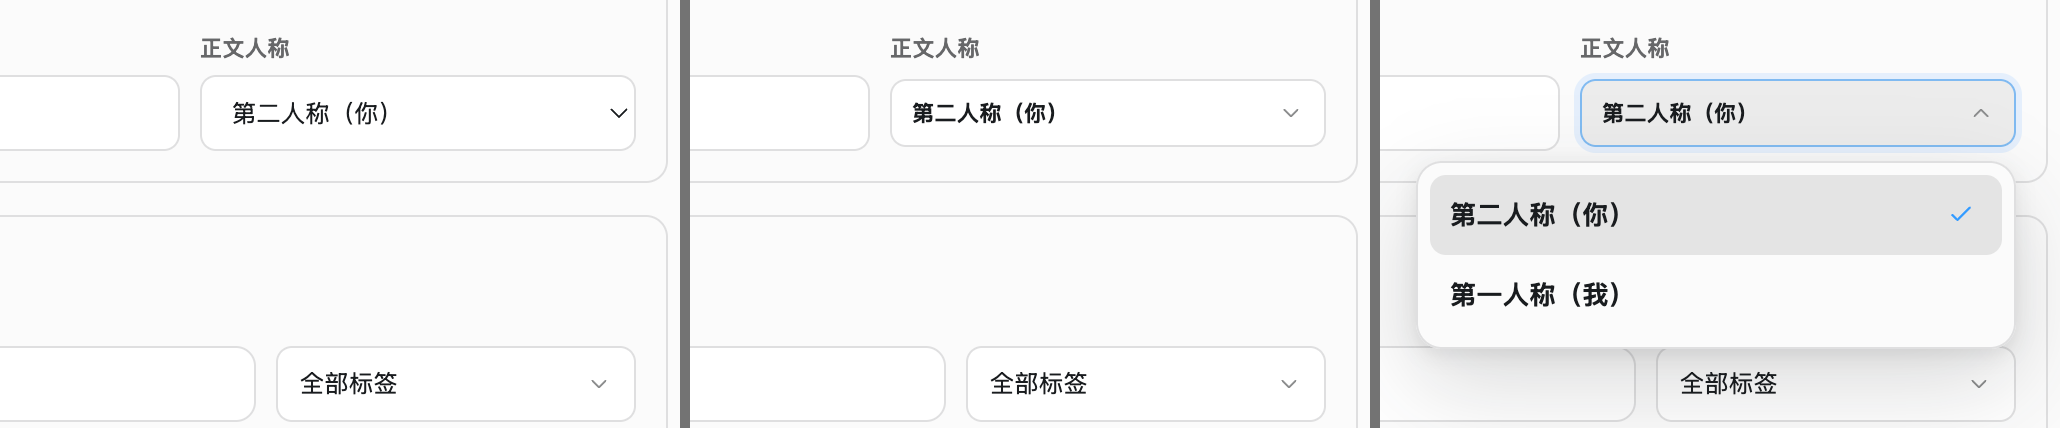 正文人称
第二人称（你）
全部标签
正文人称
第二人称（你）
全部标签
正文人称
第二人称（你）
第二人称（你）
第一人称（我）
全部标签